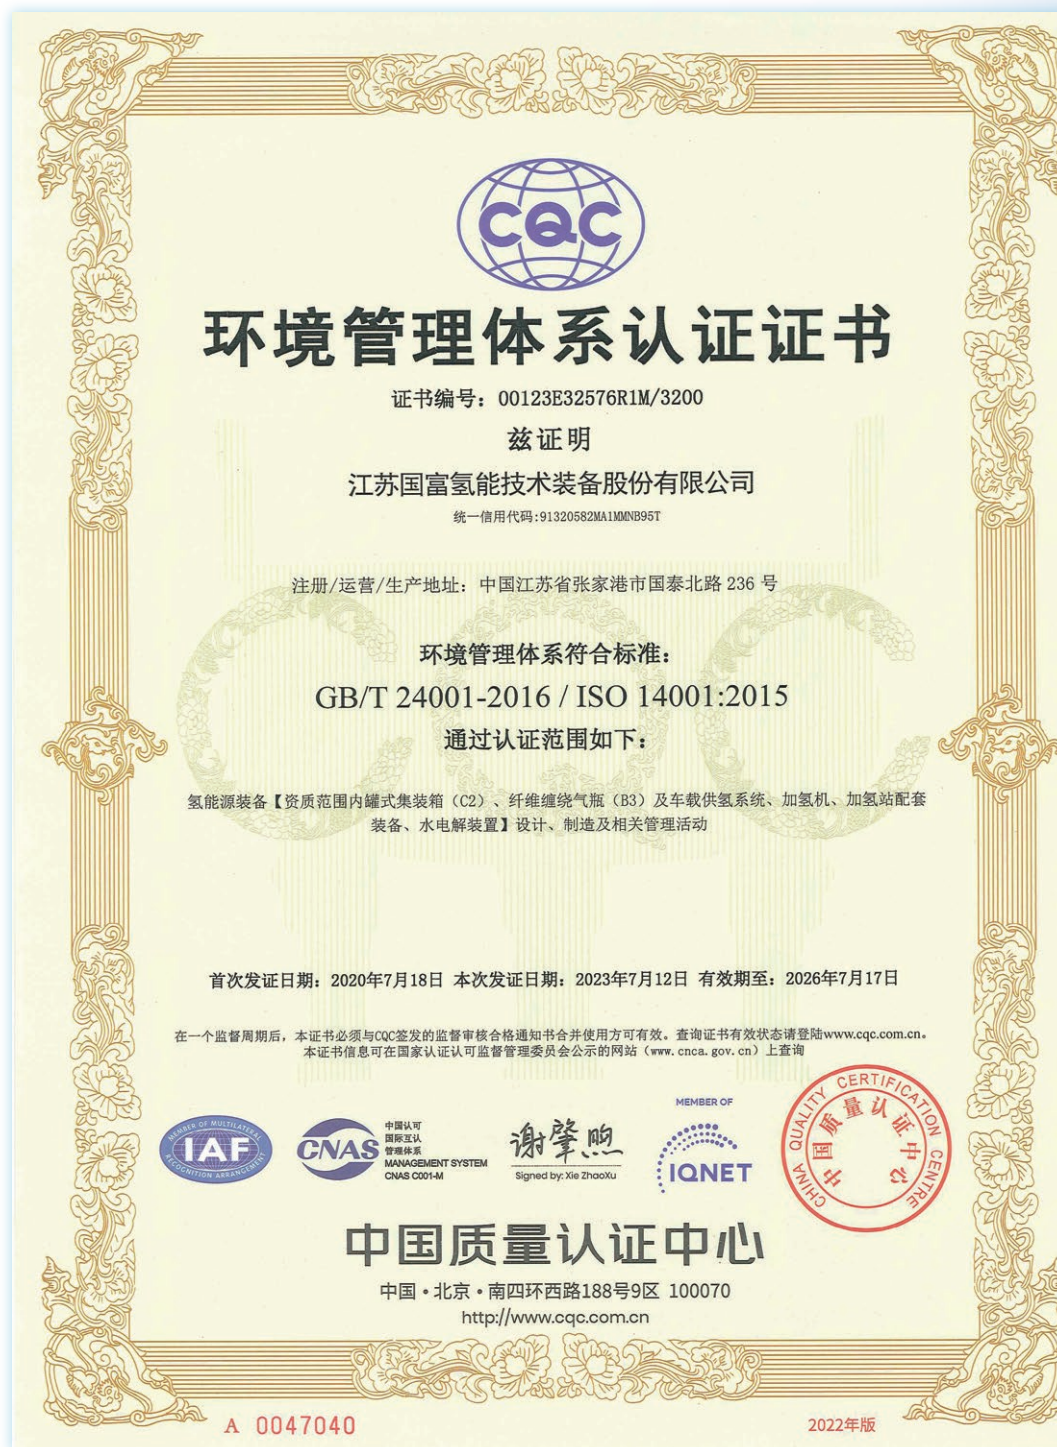 CQC
环境管理体系认证证书
证书编号：00123E32576R1M/3200
兹证明
江苏国富氢能技术装备股份有限公司
统一信用代码:91320582MA1MMNB95T
注册/运营/生产地址：中国江苏省张家港市国泰北路 236 号
环境管理体系符合标准：
GB/T 24001-2016 / ISO 14001:2015
通过认证范围如下：
氢能源装备【资质范围内罐式集装箱（C2）、纤维缠绕气瓶（B3）及车载供氢系统、加氢机、加氢站配套
装备、水电解装置】设计、制造及相关管理活动
首次发证日期：2020年7月18日 本次发证日期：2023年7月12日 有效期至：2026年7月17日
在一个监督周期后，本证书必须与CQC签发的监督审核合格通知书合并使用方可有效。查询证书有效状态请登陆www.cqc.com.cn。
本证书信息可在国家认证认可监督管理委员会公示的网站（www.cnca.gov.cn）上查询
MEMBER OF MULTILATERAL
IAF
RECOGNITION ARRANGEMENT
CNAS
中国认可
国际互认
管理体系
MANAGEMENT SYSTEM
CNAS C001-M
谢肇煦
Signed by: Xie ZhaoXu
MEMBER OF
IQNET
CHINA QUALITY CERTIFICATION CENTRE
中国质量认证中心
中国质量认证中心
中国·北京·南四环西路188号9区 100070
http://www.cqc.com.cn
A 0047040
2022年版